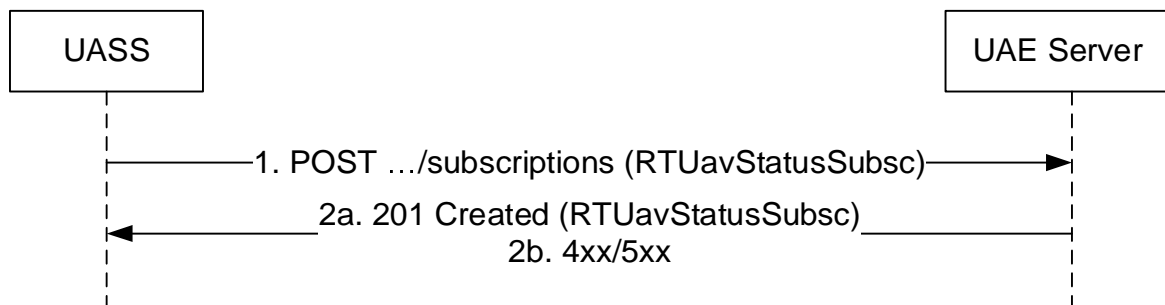 UASS
UAE Server
1. POST …/subscriptions (RTUavStatusSubsc)
2a. 201 Created (RTUavStatusSubsc)
2b. 4xx/5xx